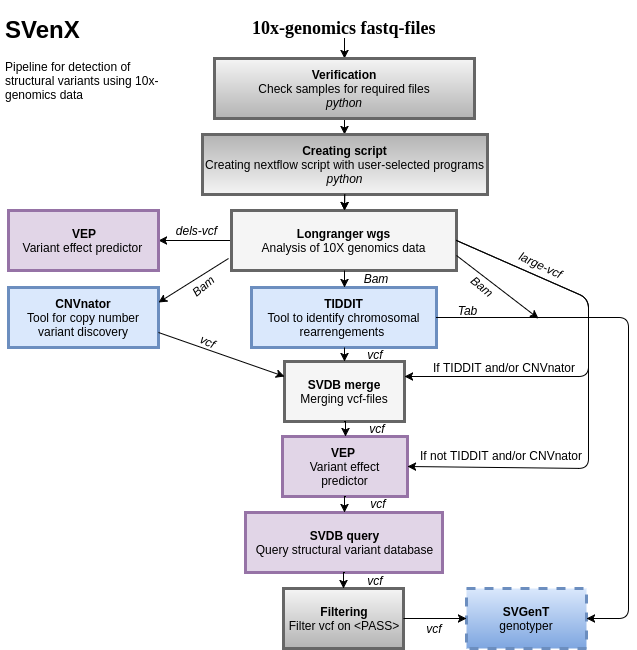 SVenX
10x-genomics fastq-files
Pipeline for detection of
structural variants using 10x-
genomics data
Verification
Check samples for required files
python
Creating script
Creating nextflow script with user-selected programs
python
VEP
Variant effect predictor
dels-vcf
Longranger wgs
Analysis of 10X genomics data
large-vcf
Bam
Bam
Bam
CNVnator
Tool for copy number
variant discovery
TIDDIT
Tool to identify chromosomal
rearrengements
Tab
vcf
vcf
SVDB merge
Merging vcf-files
If TIDDIT and/or CNVnator
vcf
VEP
Variant effect
predictor
If not TIDDIT and/or CNVnator
vcf
SVDB query
Query structural variant database
vcf
Filtering
Filter vcf on <PASS>
vcf
SVGenT
genotyper